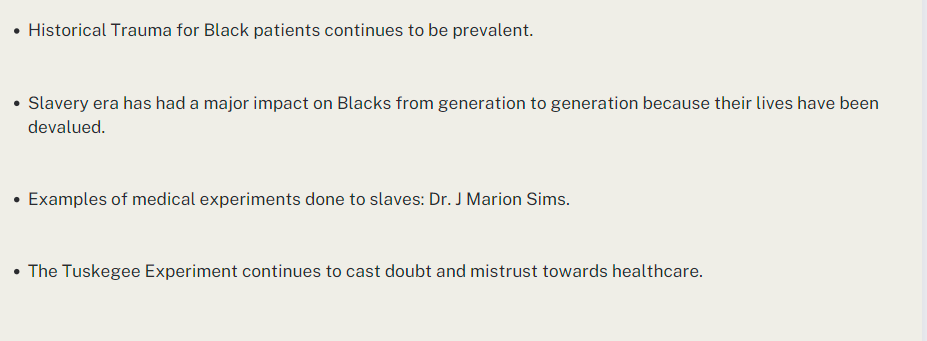 • Historical Trauma for Black patients continues to be prevalent.
• Slavery era has had a major impact on Blacks from generation to generation because their lives have been
devalued.
• Examples of medical experiments done to slaves: Dr. J Marion Sims.
• The Tuskegee Experiment continues to cast doubt and mistrust towards healthcare.